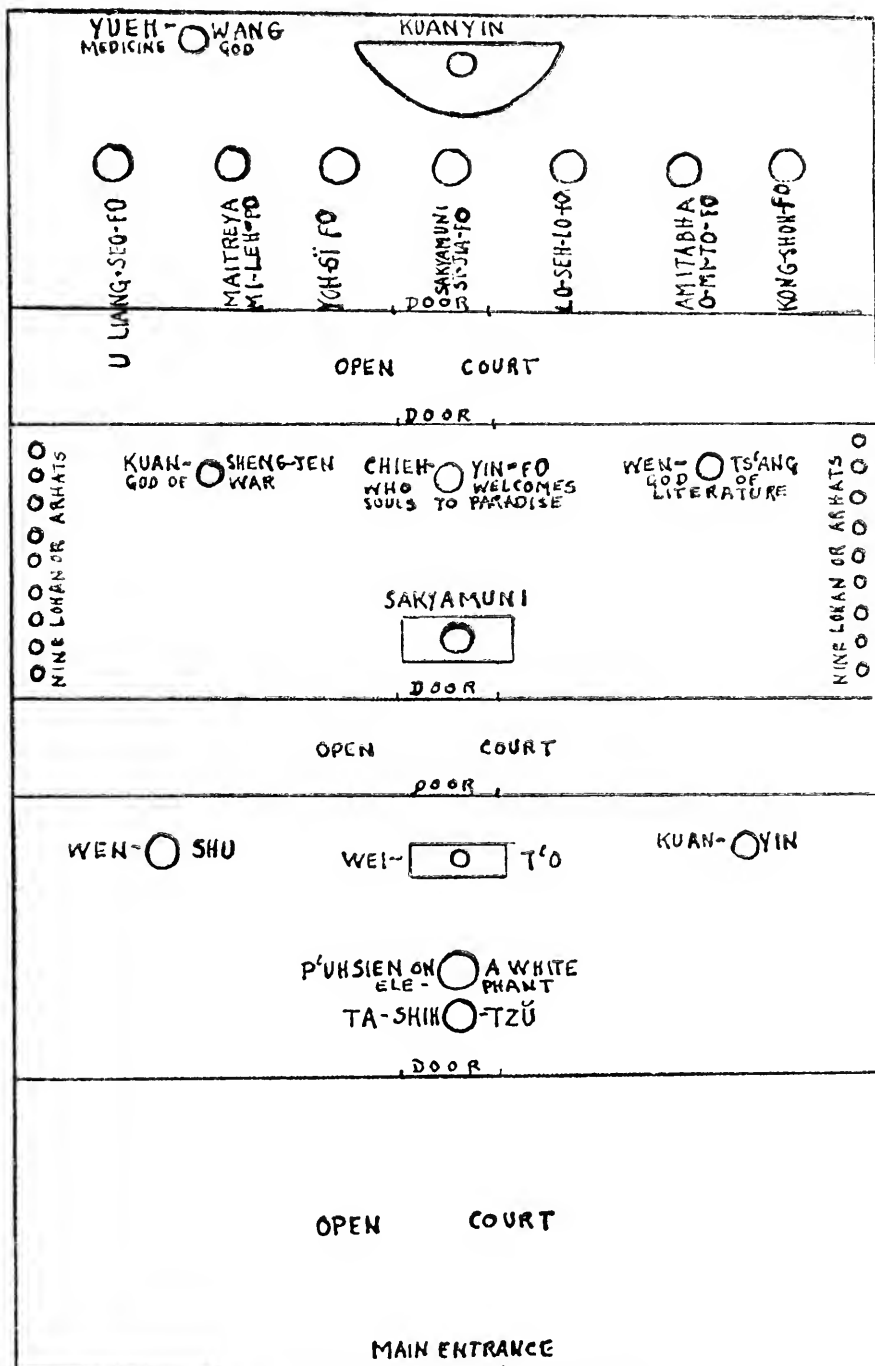 YUEH- WANG
MEDICINE GOD
KUANYIN
U LIANG-SEO-FO
MAITREYA
MI-LEH-FO
YOH-SÏ FO
SAKYAMUNI
SÏ-JIA-FO
LO-SEH-LO-FO
AMITABHA
O-MI-TO-FO
KONG-SHOH-FO
DOOR
OPEN COURT
DOOR
NINE LOHAN OR ARHATS
KUAN- SHENG-JEN
GOD OF WAR
CHIEH- YIN-FO
WHO WELCOMES
SOULS TO PARADISE
WEN- TS'ANG
GOD OF
LITERATURE
NINE LOHAN OR ARHATS
SAKYAMUNI
DOOR
OPEN COURT
DOOR
WEN- SHU
WEI- T'O
KUAN- YIN
P'UHSIEN ON A WHITE
ELE- PHANT
TA-SHIH -TZŬ
DOOR
OPEN COURT
MAIN ENTRANCE